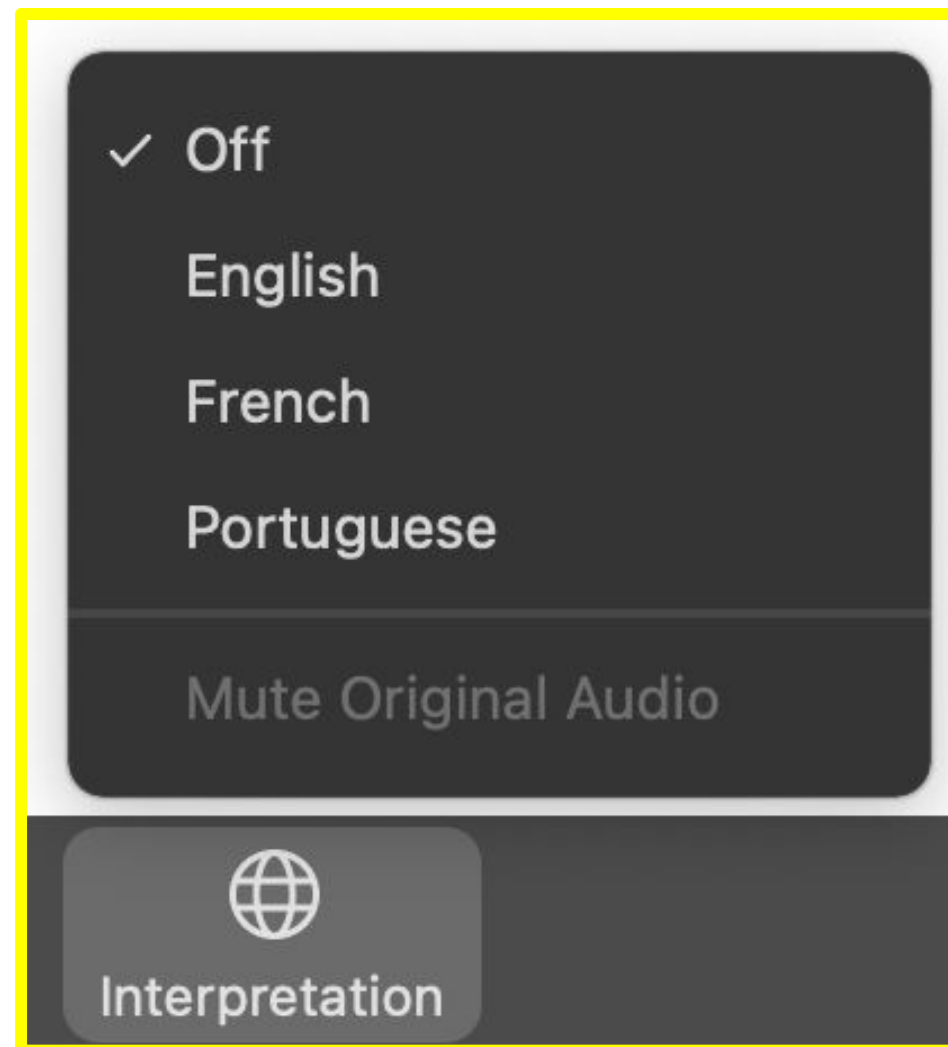 Off
English
French
Portuguese
Mute Original Audio
Interpretation